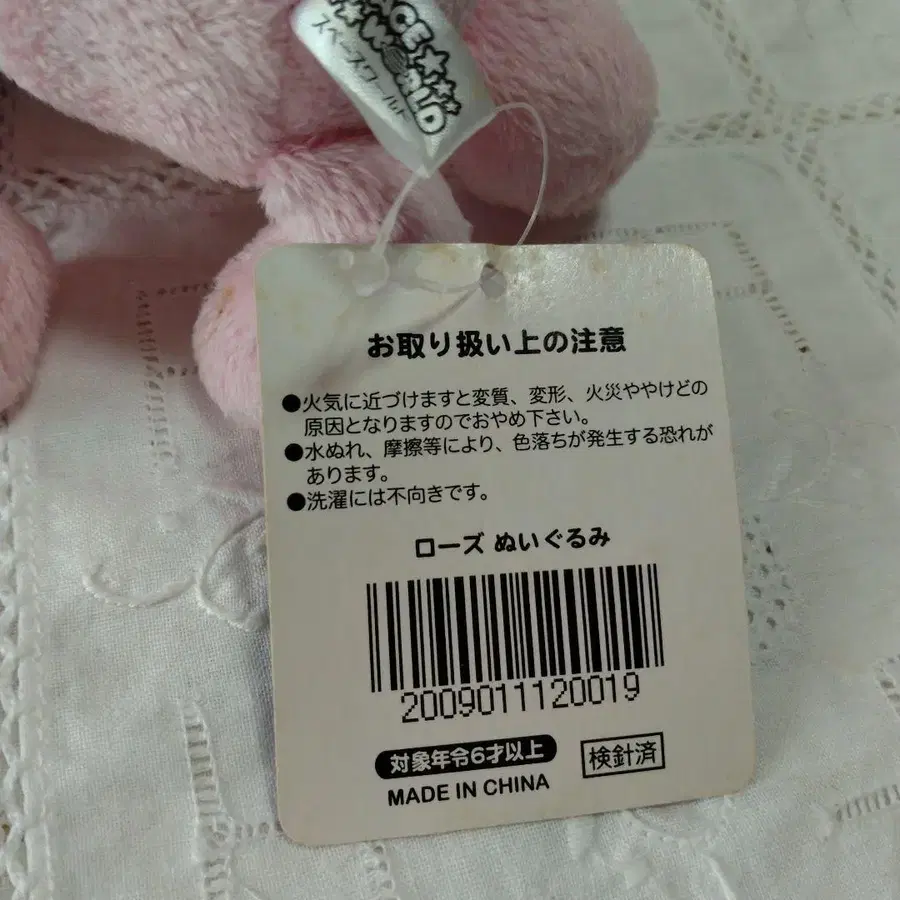 WORLD
スペースワールド
お取り扱い上の注意
●火気に近づけますと変質、変形、火災ややけどの
原因となりますのでおやめ下さい。
●水ぬれ、摩擦等により、色落ちが発生する恐れが
あります。
●洗濯には不向きです。
ローズ ぬいぐるみ
2009011120019
対象年令6才以上
検針済
MADE IN CHINA